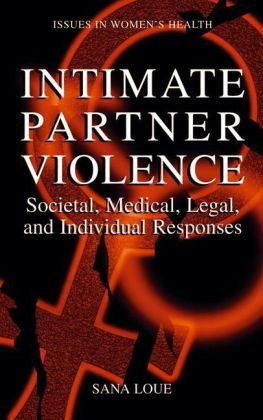 ISSUES IN WOMEN'S HEALTH
INTIMATE
PARTNER
VIOLENCE
Societal, Medical, Legal,
and Individual Responses
SANA LOUE